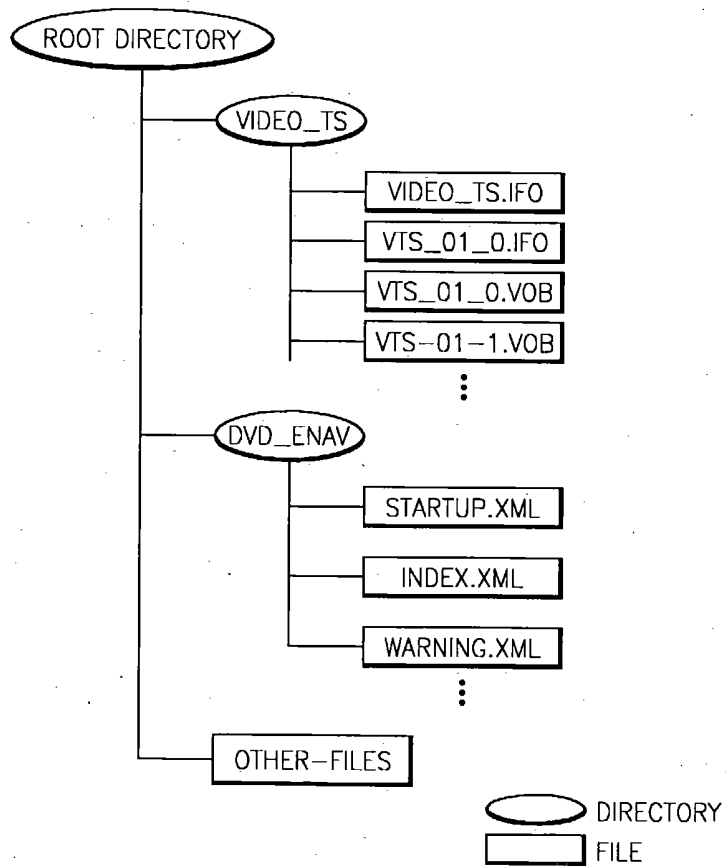 ROOT DIRECTORY
VIDEO_TS
VIDEO_TS.IFO
VTS_01_0.IFO
VTS_01_0.VOB
VTS-01-1.VOB
DVD_ENAV
STARTUP.XML
INDEX.XML
WARNING.XML
OTHER-FILES
DIRECTORY
FILE